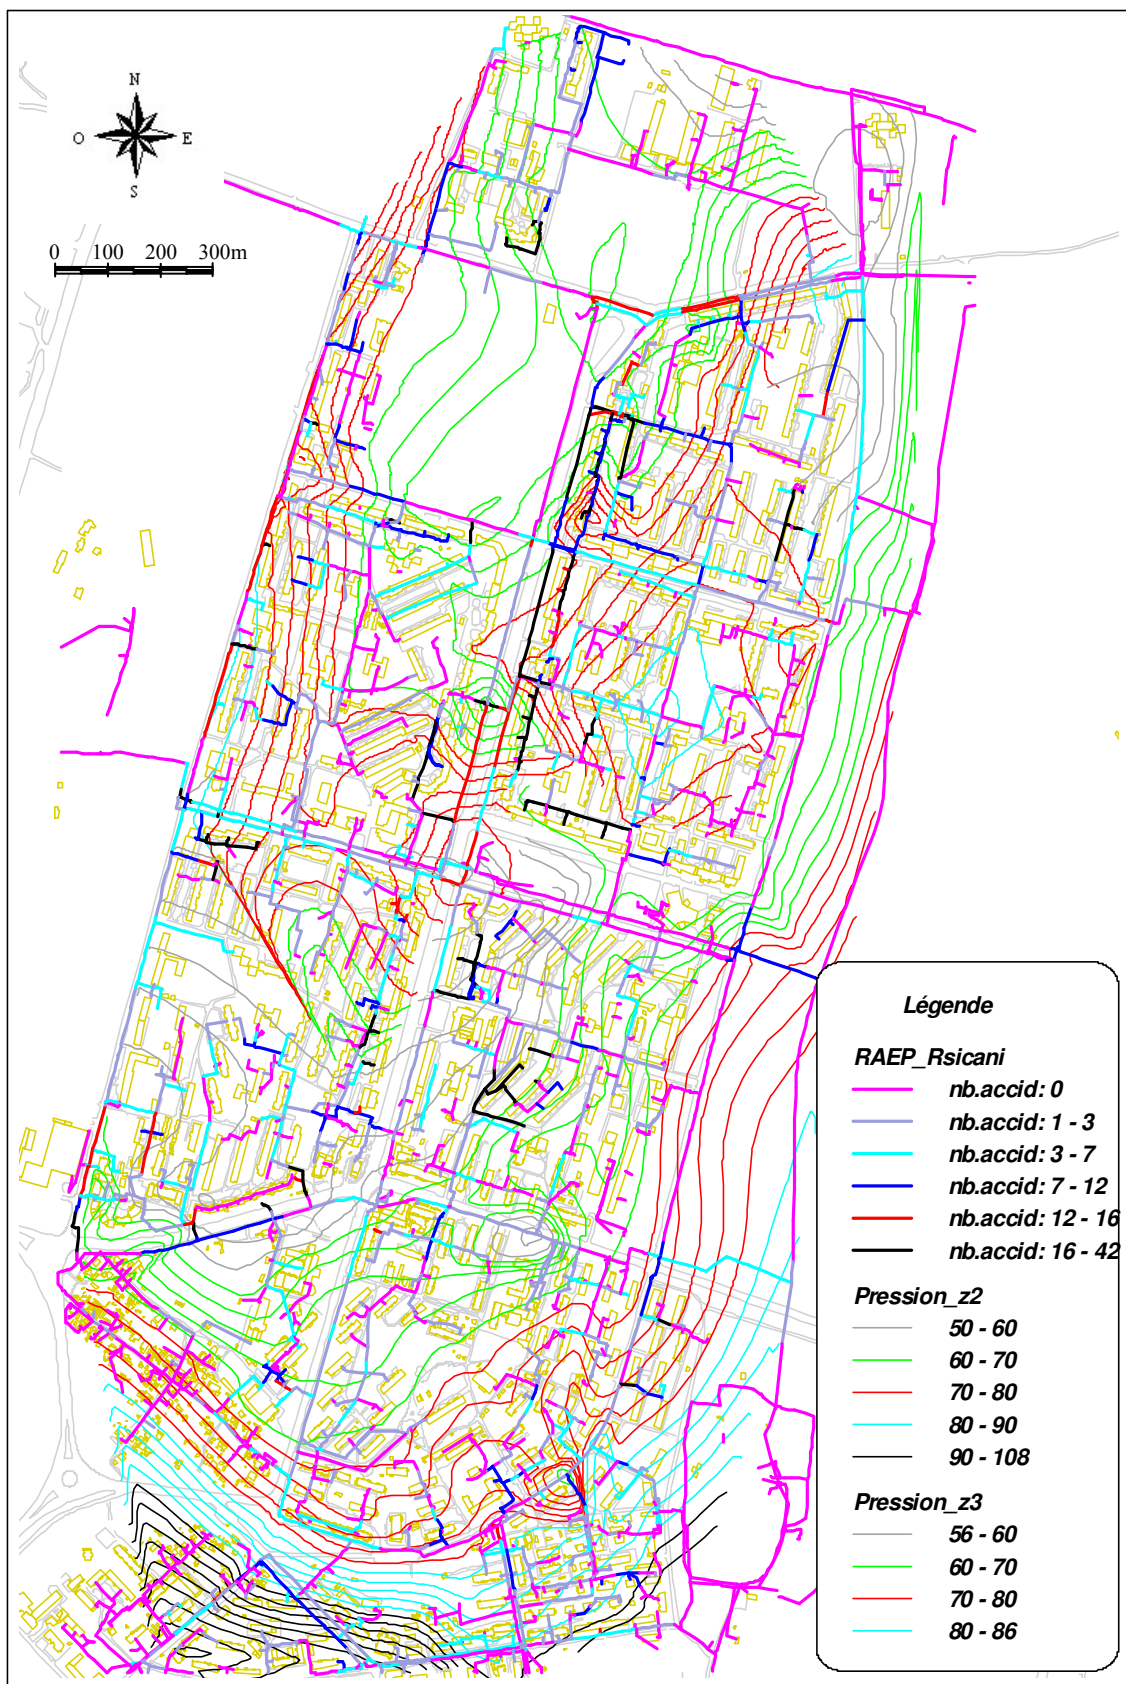 N
O E
S
0 100 200 300m
Légende
RAEP_Rsicani
nb.accid: 0
nb.accid: 1 - 3
nb.accid: 3 - 7
nb.accid: 7 - 12
nb.accid: 12 - 16
nb.accid: 16 - 42
Pression_z2
50 - 60
60 - 70
70 - 80
80 - 90
90 - 108
Pression_z3
56 - 60
60 - 70
70 - 80
80 - 86